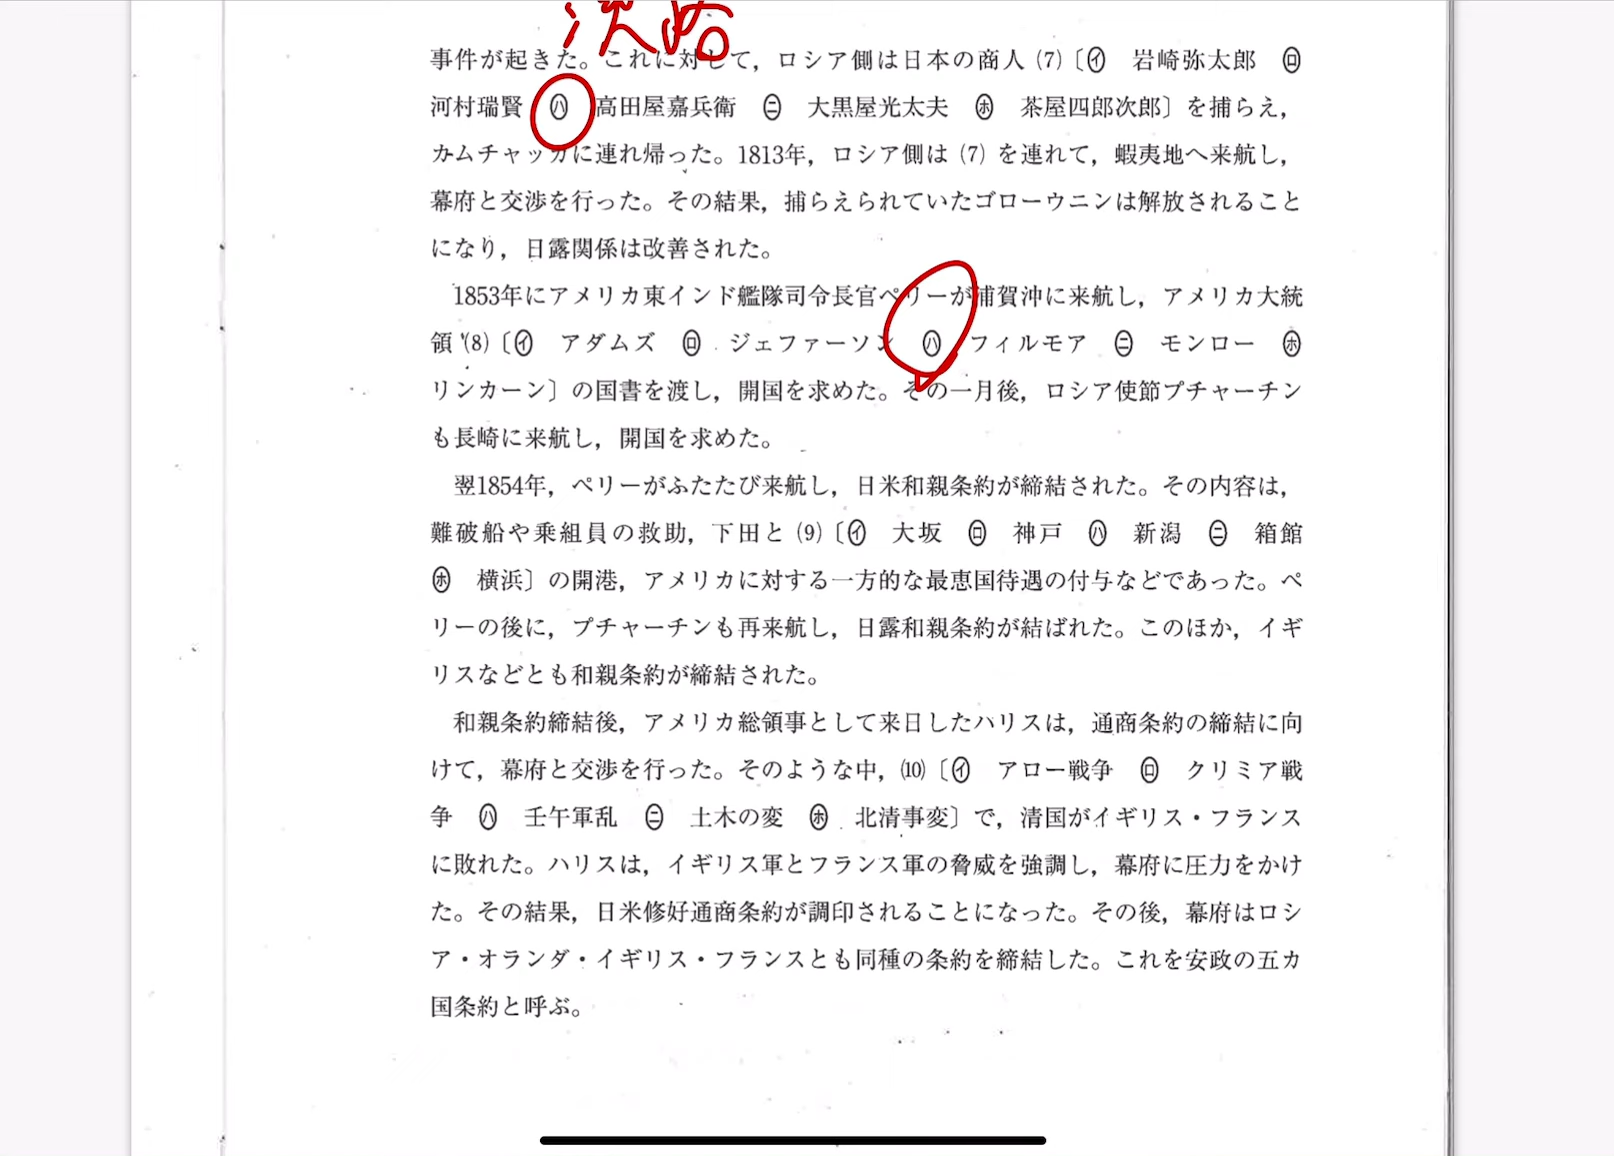 淡路
事件が起きた。これに対して，ロシア側は日本の商人 (7)〔㋑　岩崎弥太郎　㋺
河村瑞賢　㋩　高田屋嘉兵衛　㋥　大黒屋光太夫　㋭　茶屋四郎次郎〕を捕らえ，
カムチャッカに連れ帰った。1813年，ロシア側は (7) を連れて，蝦夷地へ来航し，
幕府と交渉を行った。その結果，捕らえられていたゴローウニンは解放されること
になり，日露関係は改善された。
1853年にアメリカ東インド艦隊司令長官ペリーが浦賀沖に来航し，アメリカ大統
領 (8)〔㋑　アダムズ　㋺　ジェファーソン　㋩　フィルモア　㋥　モンロー　㋭
リンカーン〕の国書を渡し，開国を求めた。その一月後，ロシア使節プチャーチン
も長崎に来航し，開国を求めた。
翌1854年，ペリーがふたたび来航し，日米和親条約が締結された。その内容は，
難破船や乗組員の救助，下田と (9)〔㋑　大坂　㋺　神戸　㋩　新潟　㋥　箱館
㋭　横浜〕の開港，アメリカに対する一方的な最恵国待遇の付与などであった。ペ
リーの後に，プチャーチンも再来航し，日露和親条約が結ばれた。このほか，イギ
リスなどとも和親条約が締結された。
和親条約締結後，アメリカ総領事として来日したハリスは，通商条約の締結に向
けて，幕府と交渉を行った。そのような中，⑽〔㋑　アロー戦争　㋺　クリミア戦
争　㋩　壬午軍乱　㋥　土木の変　㋭　北清事変〕で，清国がイギリス・フランス
に敗れた。ハリスは，イギリス軍とフランス軍の脅威を強調し，幕府に圧力をかけ
た。その結果，日米修好通商条約が調印されることになった。その後，幕府はロシ
ア・オランダ・イギリス・フランスとも同種の条約を締結した。これを安政の五カ
国条約と呼ぶ。